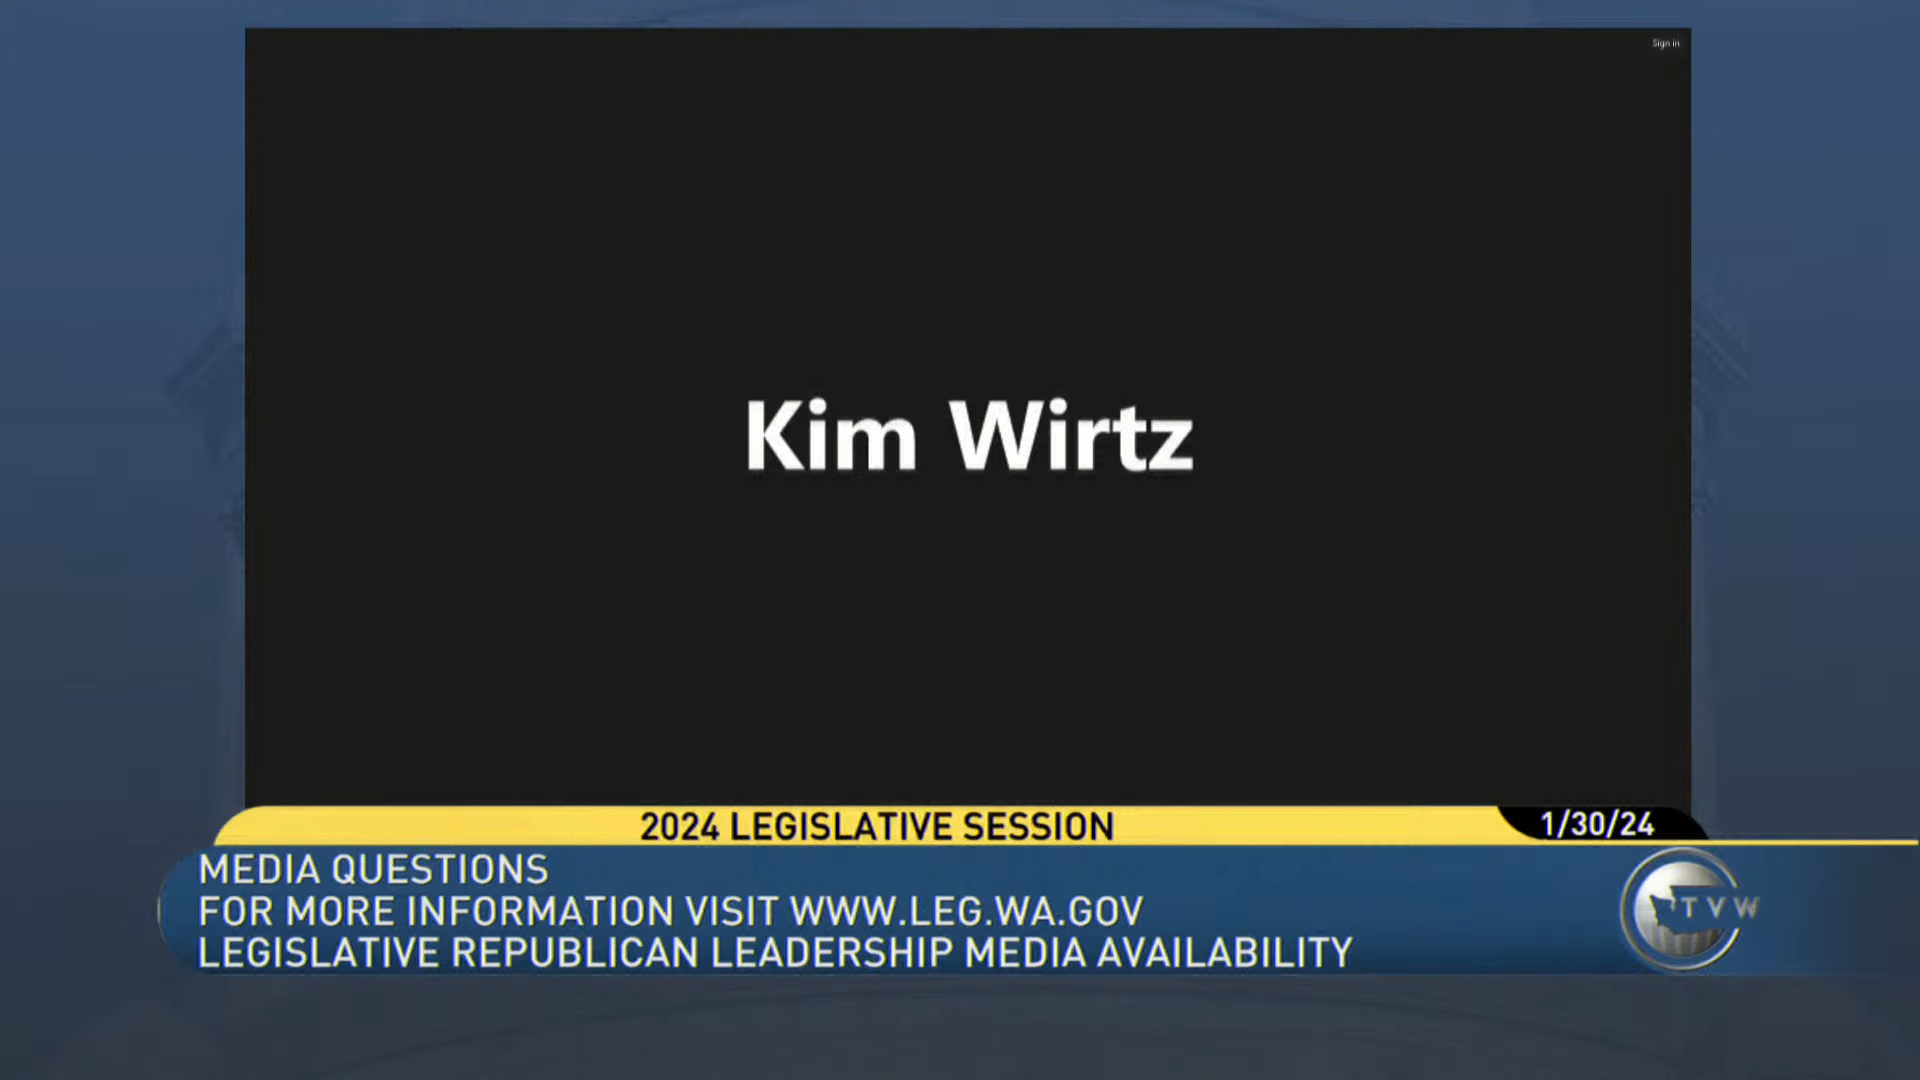 Sign in
Kim Wirtz
2024 LEGISLATIVE SESSION
1/30/24
MEDIA QUESTIONS
FOR MORE INFORMATION VISIT WWW.LEG.WA.GOV
LEGISLATIVE REPUBLICAN LEADERSHIP MEDIA AVAILABILITY
TVW